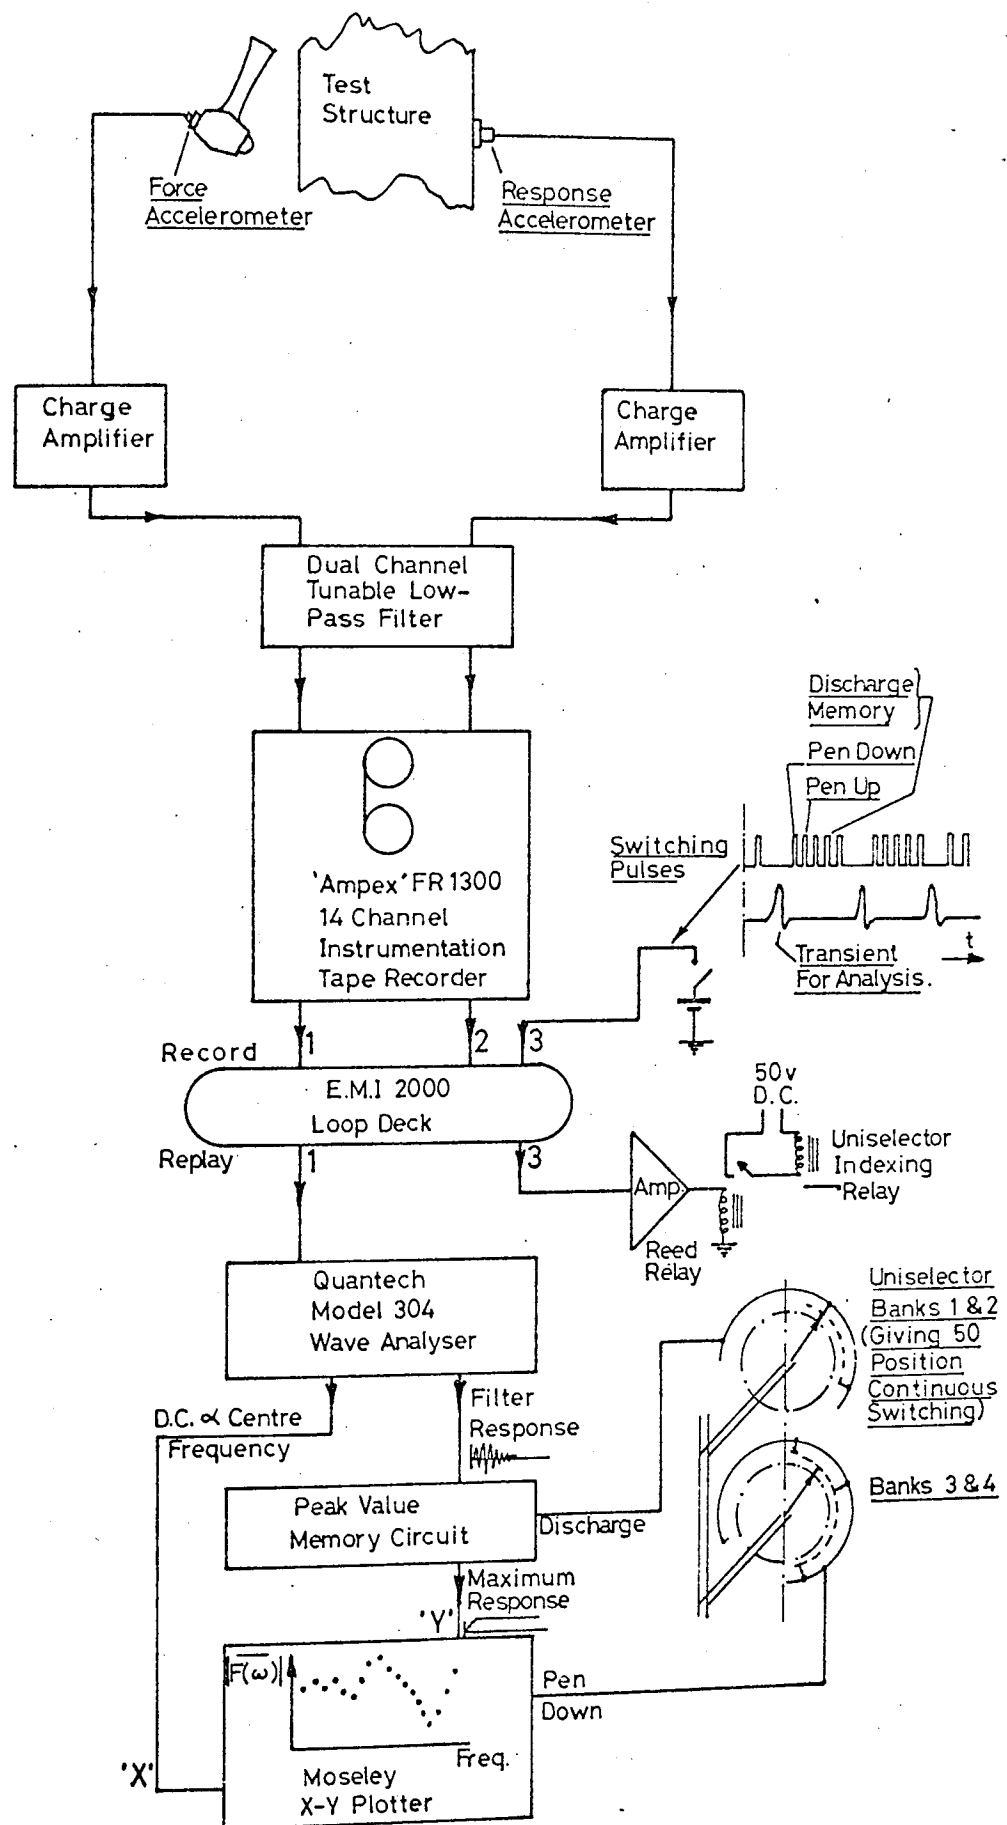 Test
Structure
Force
Accelerometer
Response
Accelerometer
Charge
Amplifier
Charge
Amplifier
Dual Channel
Tunable Low-
Pass Filter
Discharge
Memory
Pen Down
Pen Up
Switching
Pulses
t
Transient
For Analysis.
'Ampex' FR1300
14 Channel
Instrumentation
Tape Recorder
Record
1
2
3
E.M.I 2000
Loop Deck
Replay
1
3
50v
D.C.
Uniselector
Indexing
Relay
Amp.
Reed
Relay
Quantech
Model 304
Wave Analyser
Uniselector
Banks 1 & 2
(Giving 50
Position
Continuous
Switching)
Banks 3 & 4
D.C. ∝ Centre
Frequency
Filter
Response
Peak Value
Memory Circuit
Discharge
Maximum
Response
'Y'
|F(ω)|
Freq.
Pen
Down
'X'
Moseley
X-Y Plotter